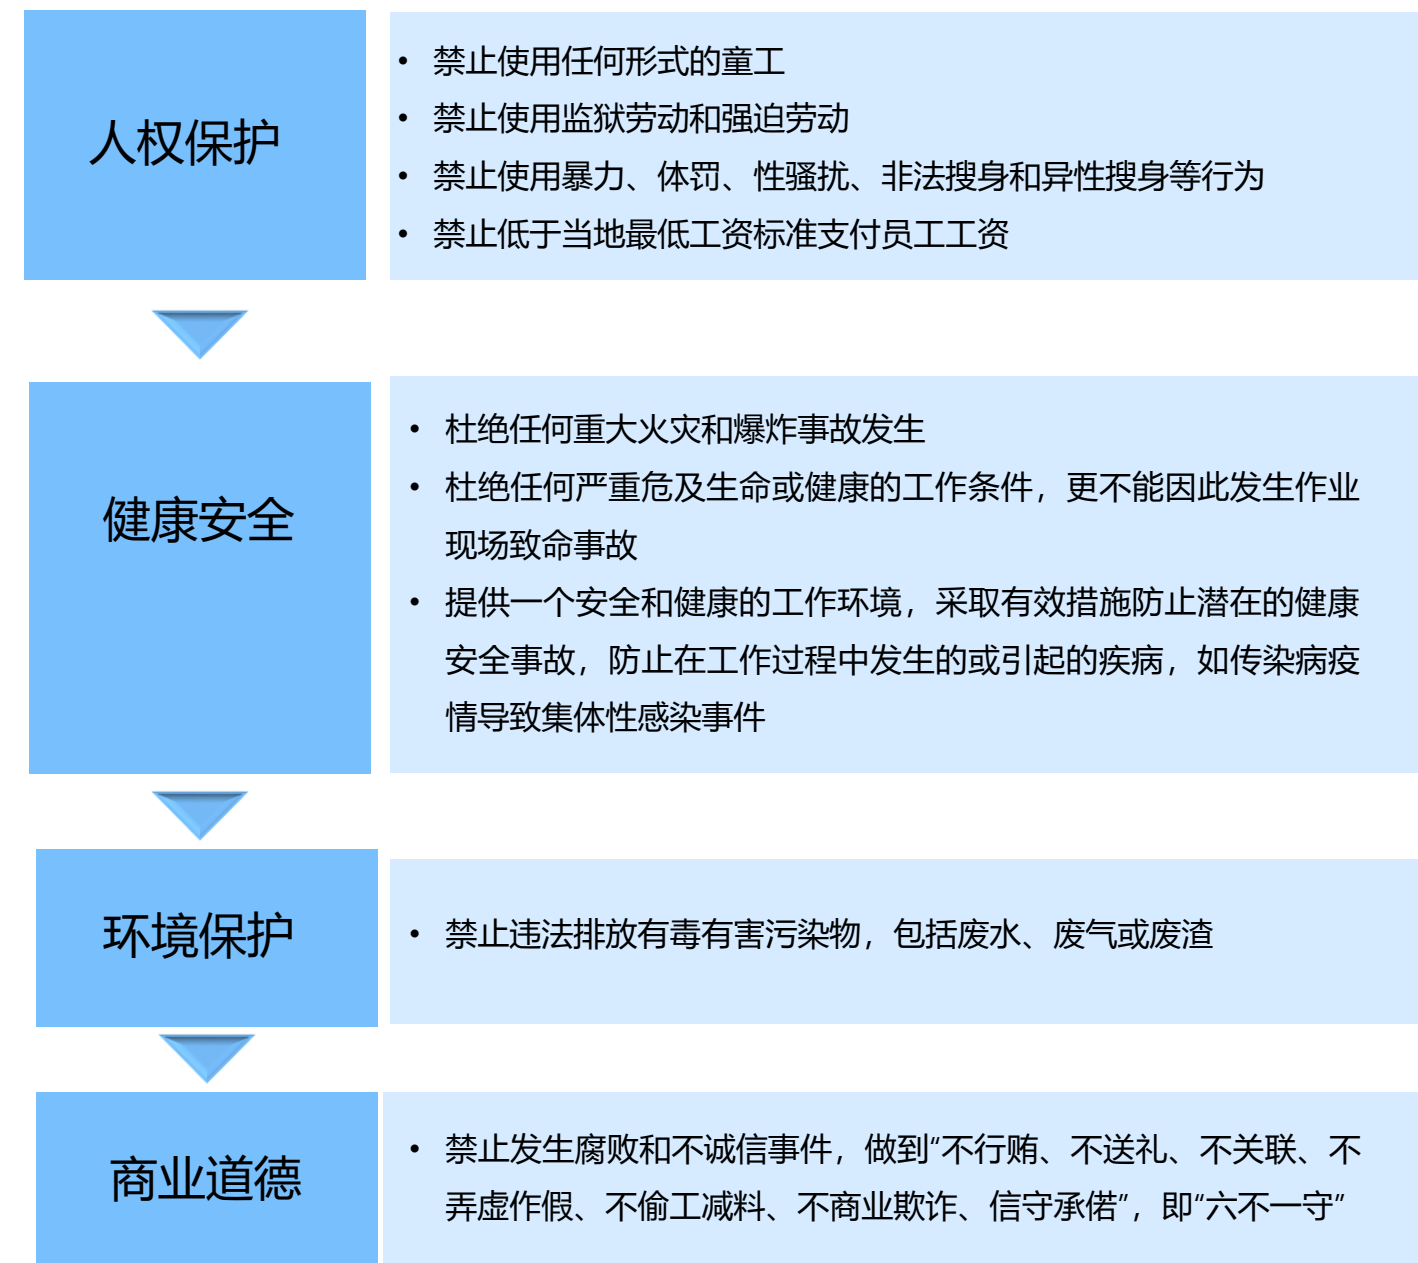 人权保护
• 禁止使用任何形式的童工
• 禁止使用监狱劳动和强迫劳动
• 禁止使用暴力、体罚、性骚扰、非法搜身和异性搜身等行为
• 禁止低于当地最低工资标准支付员工工资
健康安全
• 杜绝任何重大火灾和爆炸事故发生
• 杜绝任何严重危及生命或健康的工作条件，更不能因此发生作业
现场致命事故
• 提供一个安全和健康的工作环境，采取有效措施防止潜在的健康
安全事故，防止在工作过程中发生的或引起的疾病，如传染病疫
情导致集体性感染事件
环境保护
• 禁止违法排放有毒有害污染物，包括废水、废气或废渣
商业道德
• 禁止发生腐败和不诚信事件，做到“不行贿、不送礼、不关联、不
弄虚作假、不偷工减料、不商业欺诈、信守承偌”，即“六不一守”